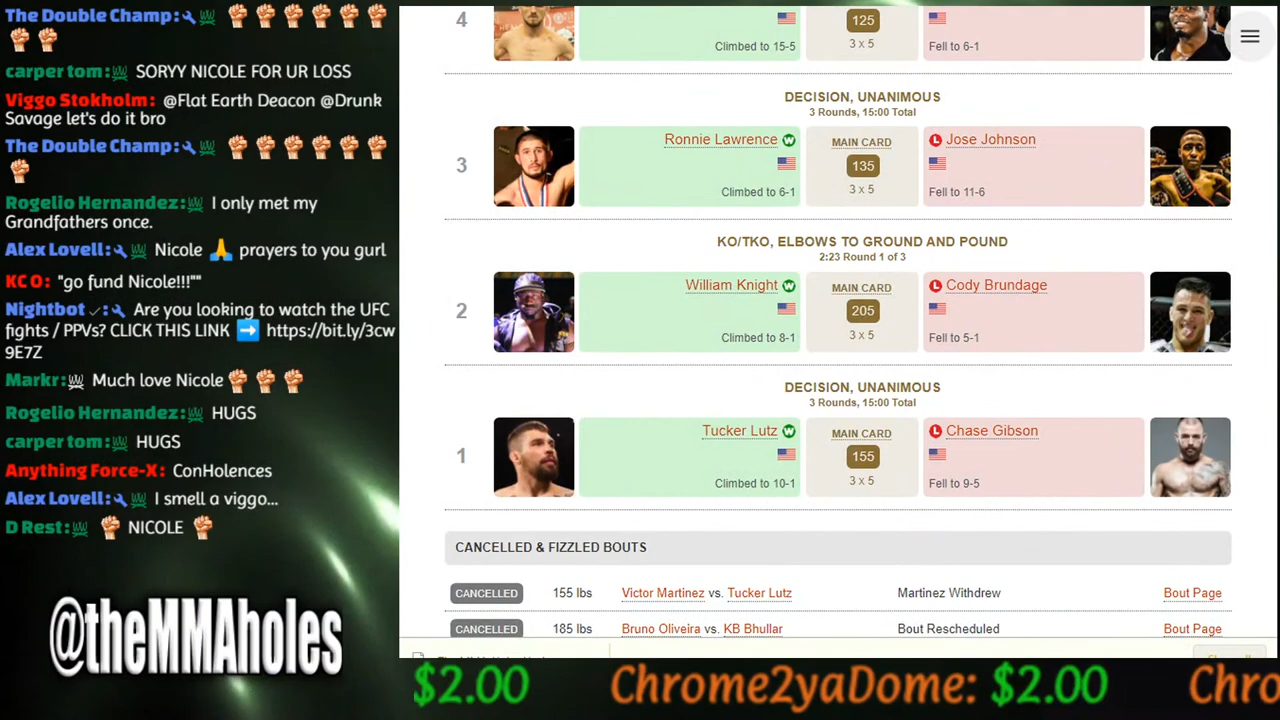 The Double Champ:
carper tom: SORYY NICOLE FOR UR LOSS
Viggo Stokholm: @Flat Earth Deacon @Drunk
Savage let's do it bro
The Double Champ:
Rogelio Hernandez: I only met my
Grandfathers once.
Alex Lovell: Nicole 🙏 prayers to you gurl
KC O: "go fund Nicole!!!""
Nightbot ✓: Are you looking to watch the UFC
fights / PPVs? CLICK THIS LINK ➡️ https://bit.ly/3cw
9E7Z
Markr: Much love Nicole
Rogelio Hernandez: HUGS
carper tom: HUGS
Anything Force-X: ConHolences
Alex Lovell: I smell a viggo...
D Rest: NICOLE
@theMMAholes
4
125
3 x 5
Climbed to 15-5
Fell to 6-1
DECISION, UNANIMOUS
3 Rounds, 15:00 Total
3
Ronnie Lawrence W
Climbed to 6-1
MAIN CARD
135
3 x 5
L Jose Johnson
Fell to 11-6
KO/TKO, ELBOWS TO GROUND AND POUND
2:23 Round 1 of 3
2
William Knight W
Climbed to 8-1
MAIN CARD
205
3 x 5
L Cody Brundage
Fell to 5-1
DECISION, UNANIMOUS
3 Rounds, 15:00 Total
1
Tucker Lutz W
Climbed to 10-1
MAIN CARD
155
3 x 5
L Chase Gibson
Fell to 9-5
CANCELLED & FIZZLED BOUTS
CANCELLED 155 lbs Victor Martinez vs. Tucker Lutz Martinez Withdrew Bout Page
CANCELLED 185 lbs Bruno Oliveira vs. KB Bhullar Bout Rescheduled Bout Page
$2.00 Chrome2yaDome: $2.00 Chro